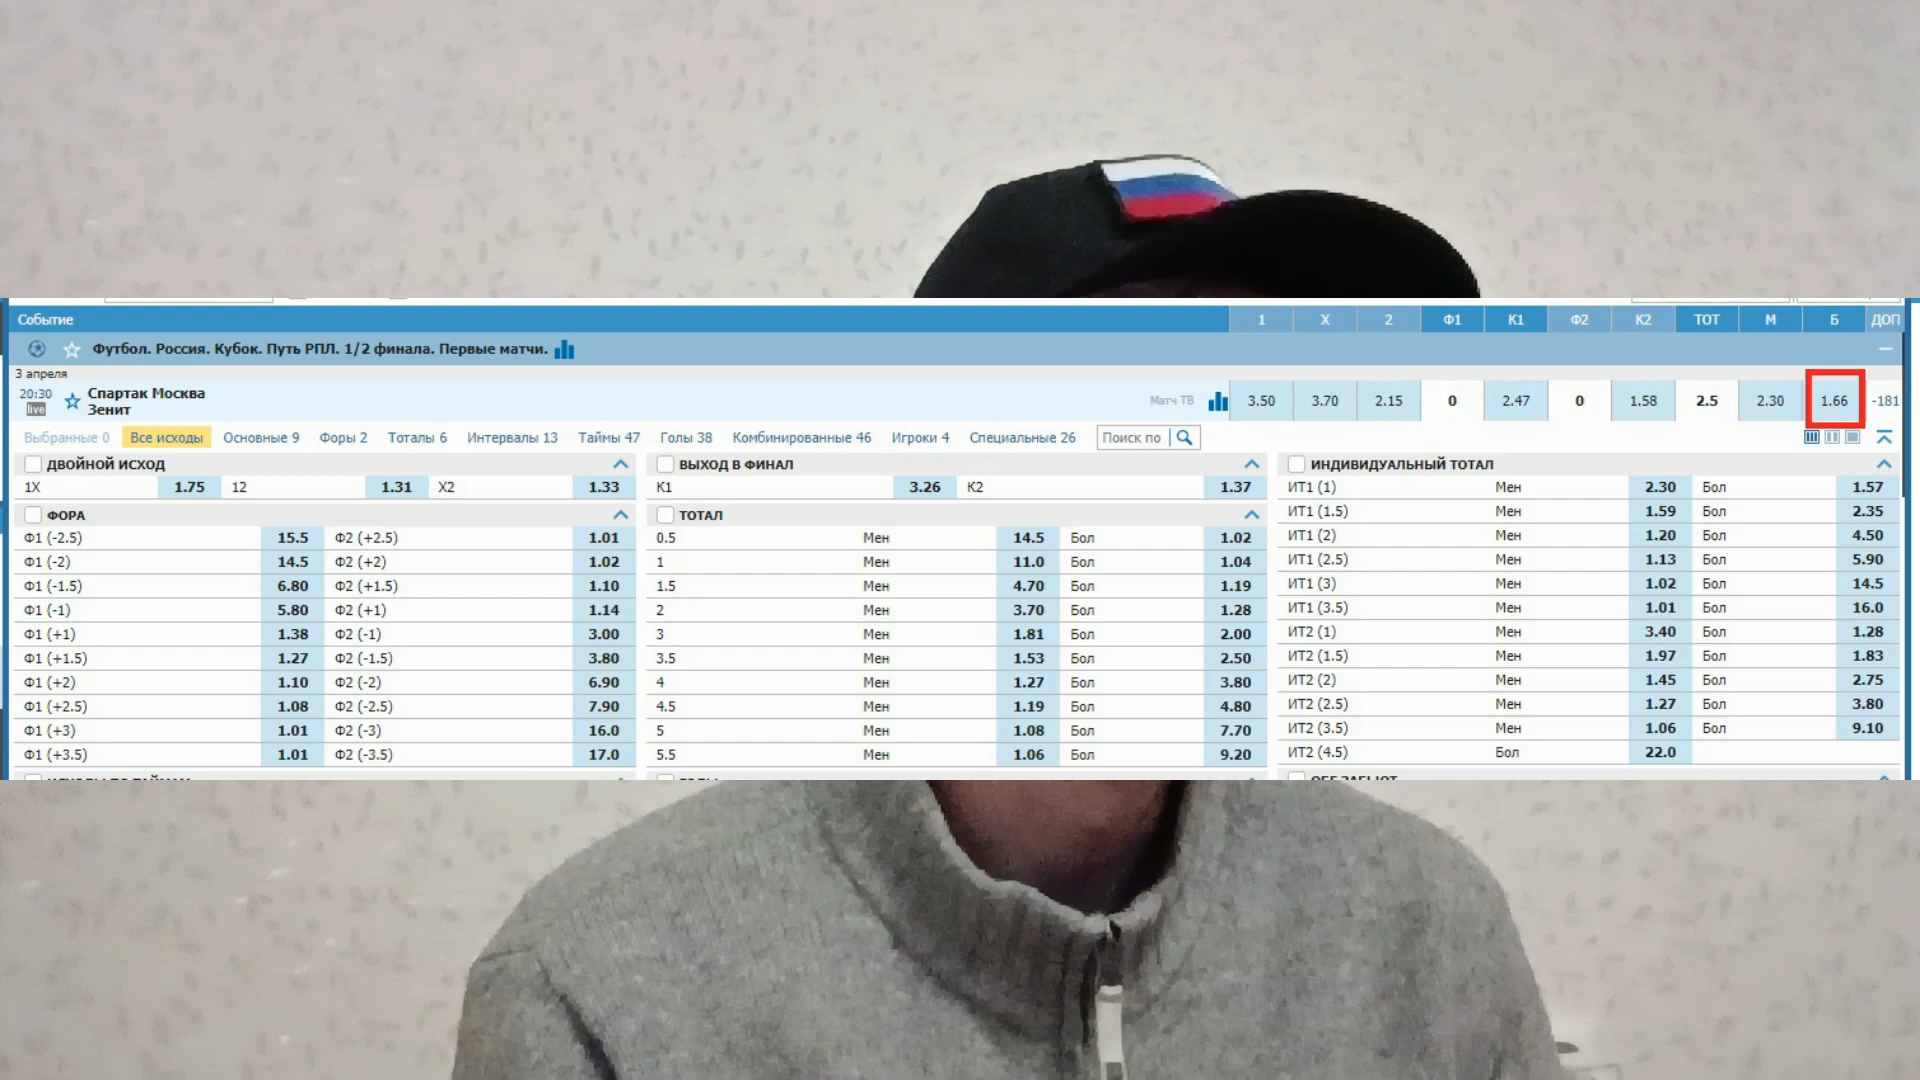 Событие 1 X 2 Ф1 К1 Ф2 К2 ТОТ М Б ДОП
Футбол. Россия. Кубок. Путь РПЛ. 1/2 финала. Первые матчи.
3 апреля
20:30 Спартак Москва
live Зенит
Матч ТВ 3.50 3.70 2.15 0 2.47 0 1.58 2.5 2.30 1.66 -181
Выбранные 0 Все исходы Основные 9 Форы 2 Тоталы 6 Интервалы 13 Таймы 47 Голы 38 Комбинированные 46 Игроки 4 Специальные 26 Поиск по
ДВОЙНОЙ ИСХОД
1X 1.75 12 1.31 X2 1.33
ФОРА
Ф1 (-2.5) 15.5 Ф2 (+2.5) 1.01
Ф1 (-2) 14.5 Ф2 (+2) 1.02
Ф1 (-1.5) 6.80 Ф2 (+1.5) 1.10
Ф1 (-1) 5.80 Ф2 (+1) 1.14
Ф1 (+1) 1.38 Ф2 (-1) 3.00
Ф1 (+1.5) 1.27 Ф2 (-1.5) 3.80
Ф1 (+2) 1.10 Ф2 (-2) 6.90
Ф1 (+2.5) 1.08 Ф2 (-2.5) 7.90
Ф1 (+3) 1.01 Ф2 (-3) 16.0
Ф1 (+3.5) 1.01 Ф2 (-3.5) 17.0
ВЫХОД В ФИНАЛ
К1 3.26 К2 1.37
ТОТАЛ
0.5 Мен 14.5 Бол 1.02
1 Мен 11.0 Бол 1.04
1.5 Мен 4.70 Бол 1.19
2 Мен 3.70 Бол 1.28
3 Мен 1.81 Бол 2.00
3.5 Мен 1.53 Бол 2.50
4 Мен 1.27 Бол 3.80
4.5 Мен 1.19 Бол 4.80
5 Мен 1.08 Бол 7.70
5.5 Мен 1.06 Бол 9.20
ИНДИВИДУАЛЬНЫЙ ТОТАЛ
ИТ1 (1) Мен 2.30 Бол 1.57
ИТ1 (1.5) Мен 1.59 Бол 2.35
ИТ1 (2) Мен 1.20 Бол 4.50
ИТ1 (2.5) Мен 1.13 Бол 5.90
ИТ1 (3) Мен 1.02 Бол 14.5
ИТ1 (3.5) Мен 1.01 Бол 16.0
ИТ2 (1) Мен 3.40 Бол 1.28
ИТ2 (1.5) Мен 1.97 Бол 1.83
ИТ2 (2) Мен 1.45 Бол 2.75
ИТ2 (2.5) Мен 1.27 Бол 3.80
ИТ2 (3.5) Мен 1.06 Бол 9.10
ИТ2 (4.5) Бол 22.0